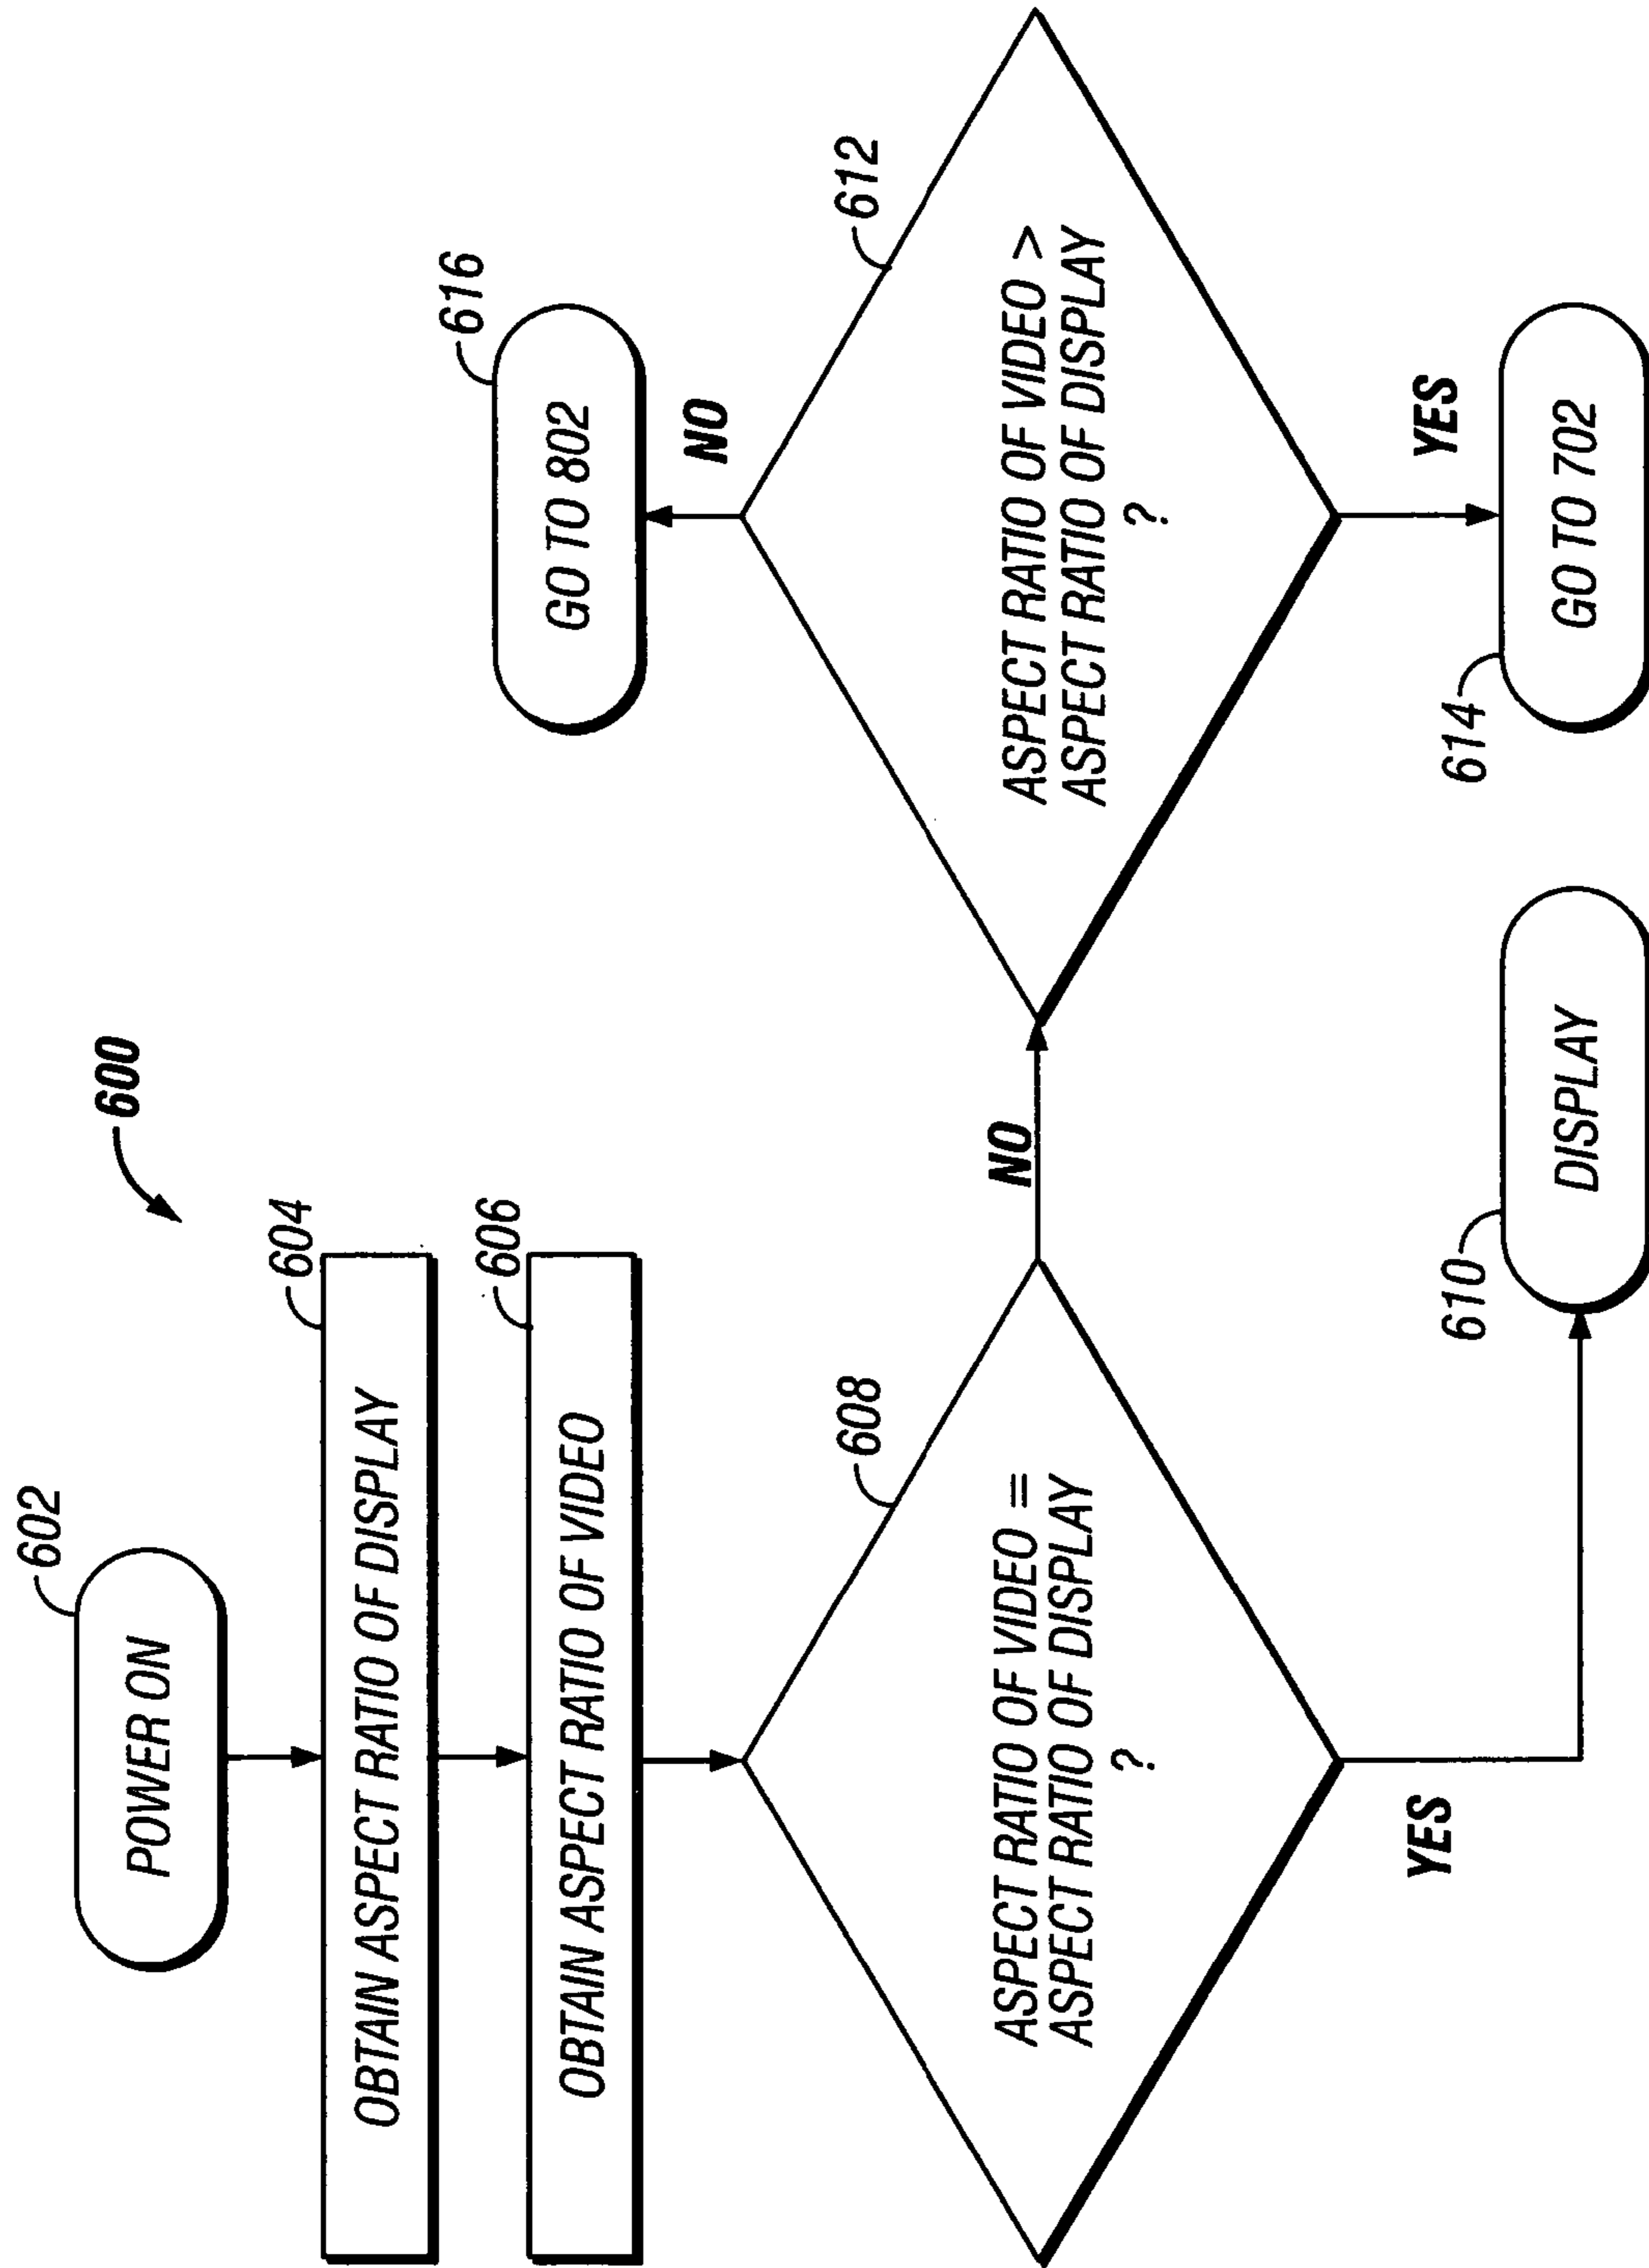 600
602
POWER ON
604
OBTAIN ASPECT RATIO OF DISPLAY
606
OBTAIN ASPECT RATIO OF VIDEO
608
ASPECT RATIO OF VIDEO =
ASPECT RATIO OF DISPLAY
?
NO
YES
610
DISPLAY
612
ASPECT RATIO OF VIDEO >
ASPECT RATIO OF DISPLAY
?
NO
616
GO TO 802
YES
614
GO TO 702